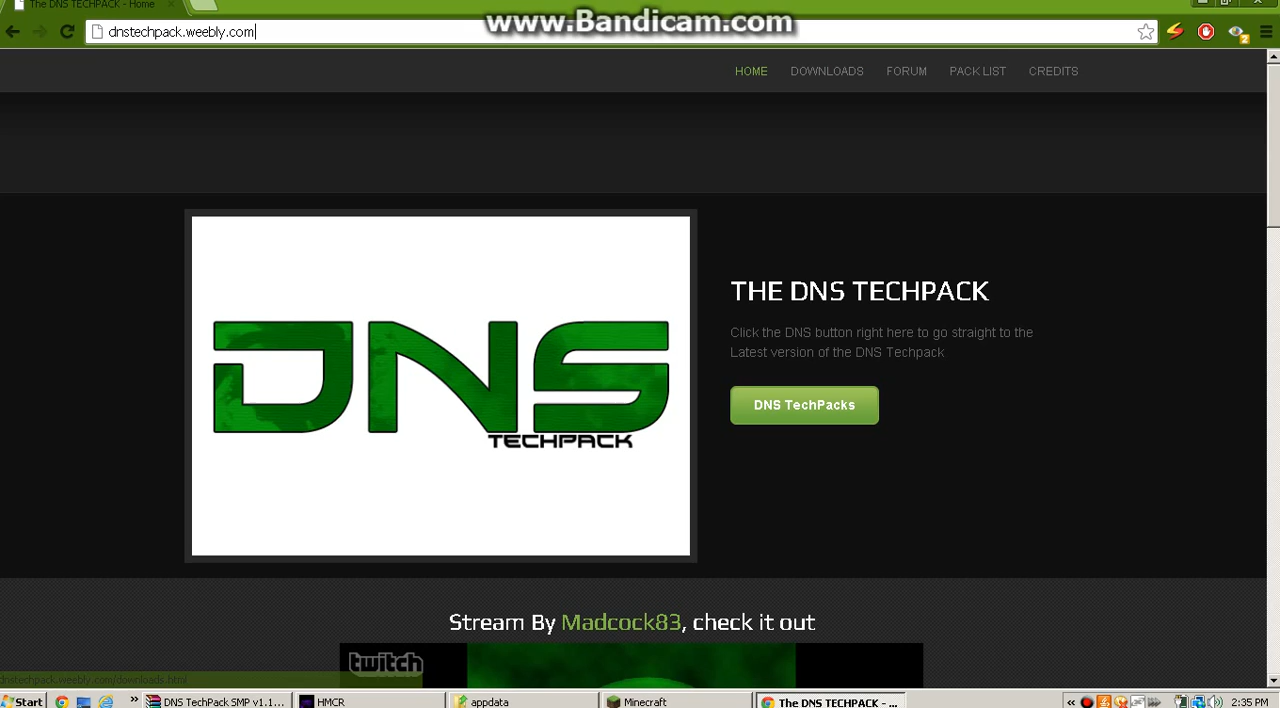 The DNS TECHPACK - Home
www.Bandicam.com
dnstechpack.weebly.com
2
HOME DOWNLOADS FORUM PACK LIST CREDITS
DNS
TECHPACK
THE DNS TECHPACK
Click the DNS button right here to go straight to the
Latest version of the DNS Techpack
DNS TechPacks
Stream By Madcock83, check it out
twitch
dnstechpack.weebly.com/downloads.html
Start DNS TechPack SMP v1.1... HMCR appdata Minecraft The DNS TECHPACK - ... 2:35 PM